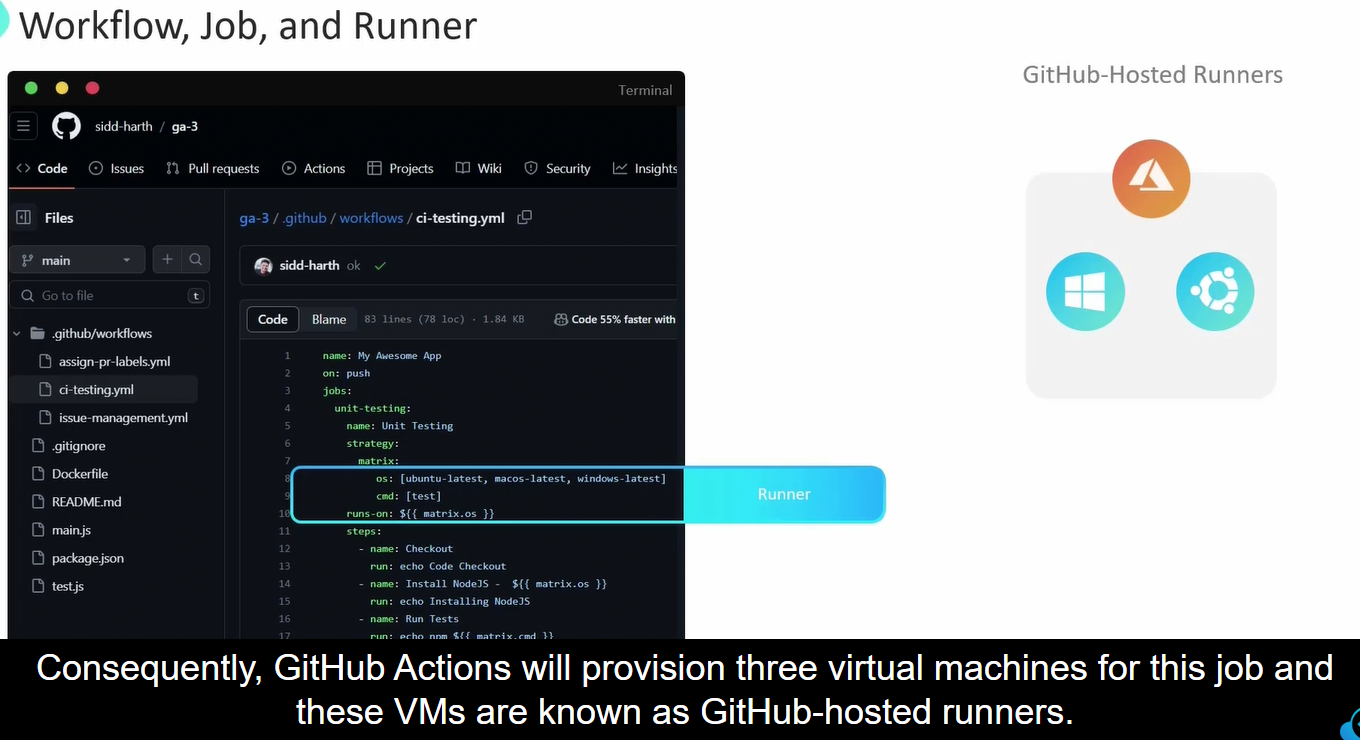 Workflow, Job, and Runner
GitHub-Hosted Runners
Terminal
sidd-harth / ga-3
Code Issues Pull requests Actions Projects Wiki Security Insights
Files
main
Go to file t
.github/workflows
assign-pr-labels.yml
ci-testing.yml
issue-management.yml
.gitignore
Dockerfile
README.md
main.js
package.json
test.js
ga-3 / .github / workflows / ci-testing.yml
sidd-harth ok
Code Blame 83 lines (78 loc) · 1.84 KB Code 55% faster with
1 name: My Awesome App
2 on: push
3 jobs:
4 unit-testing:
5 name: Unit Testing
6 strategy:
7 matrix:
8 os: [ubuntu-latest, macos-latest, windows-latest]
9 cmd: [test]
10 runs-on: ${{ matrix.os }}
11 steps:
12 - name: Checkout
13 run: echo Code Checkout
14 - name: Install NodeJS - ${{ matrix.os }}
15 run: echo Installing NodeJS
16 - name: Run Tests
17 run: echo npm ${{ matrix.cmd }}
Runner
Consequently, GitHub Actions will provision three virtual machines for this job and
these VMs are known as GitHub-hosted runners.